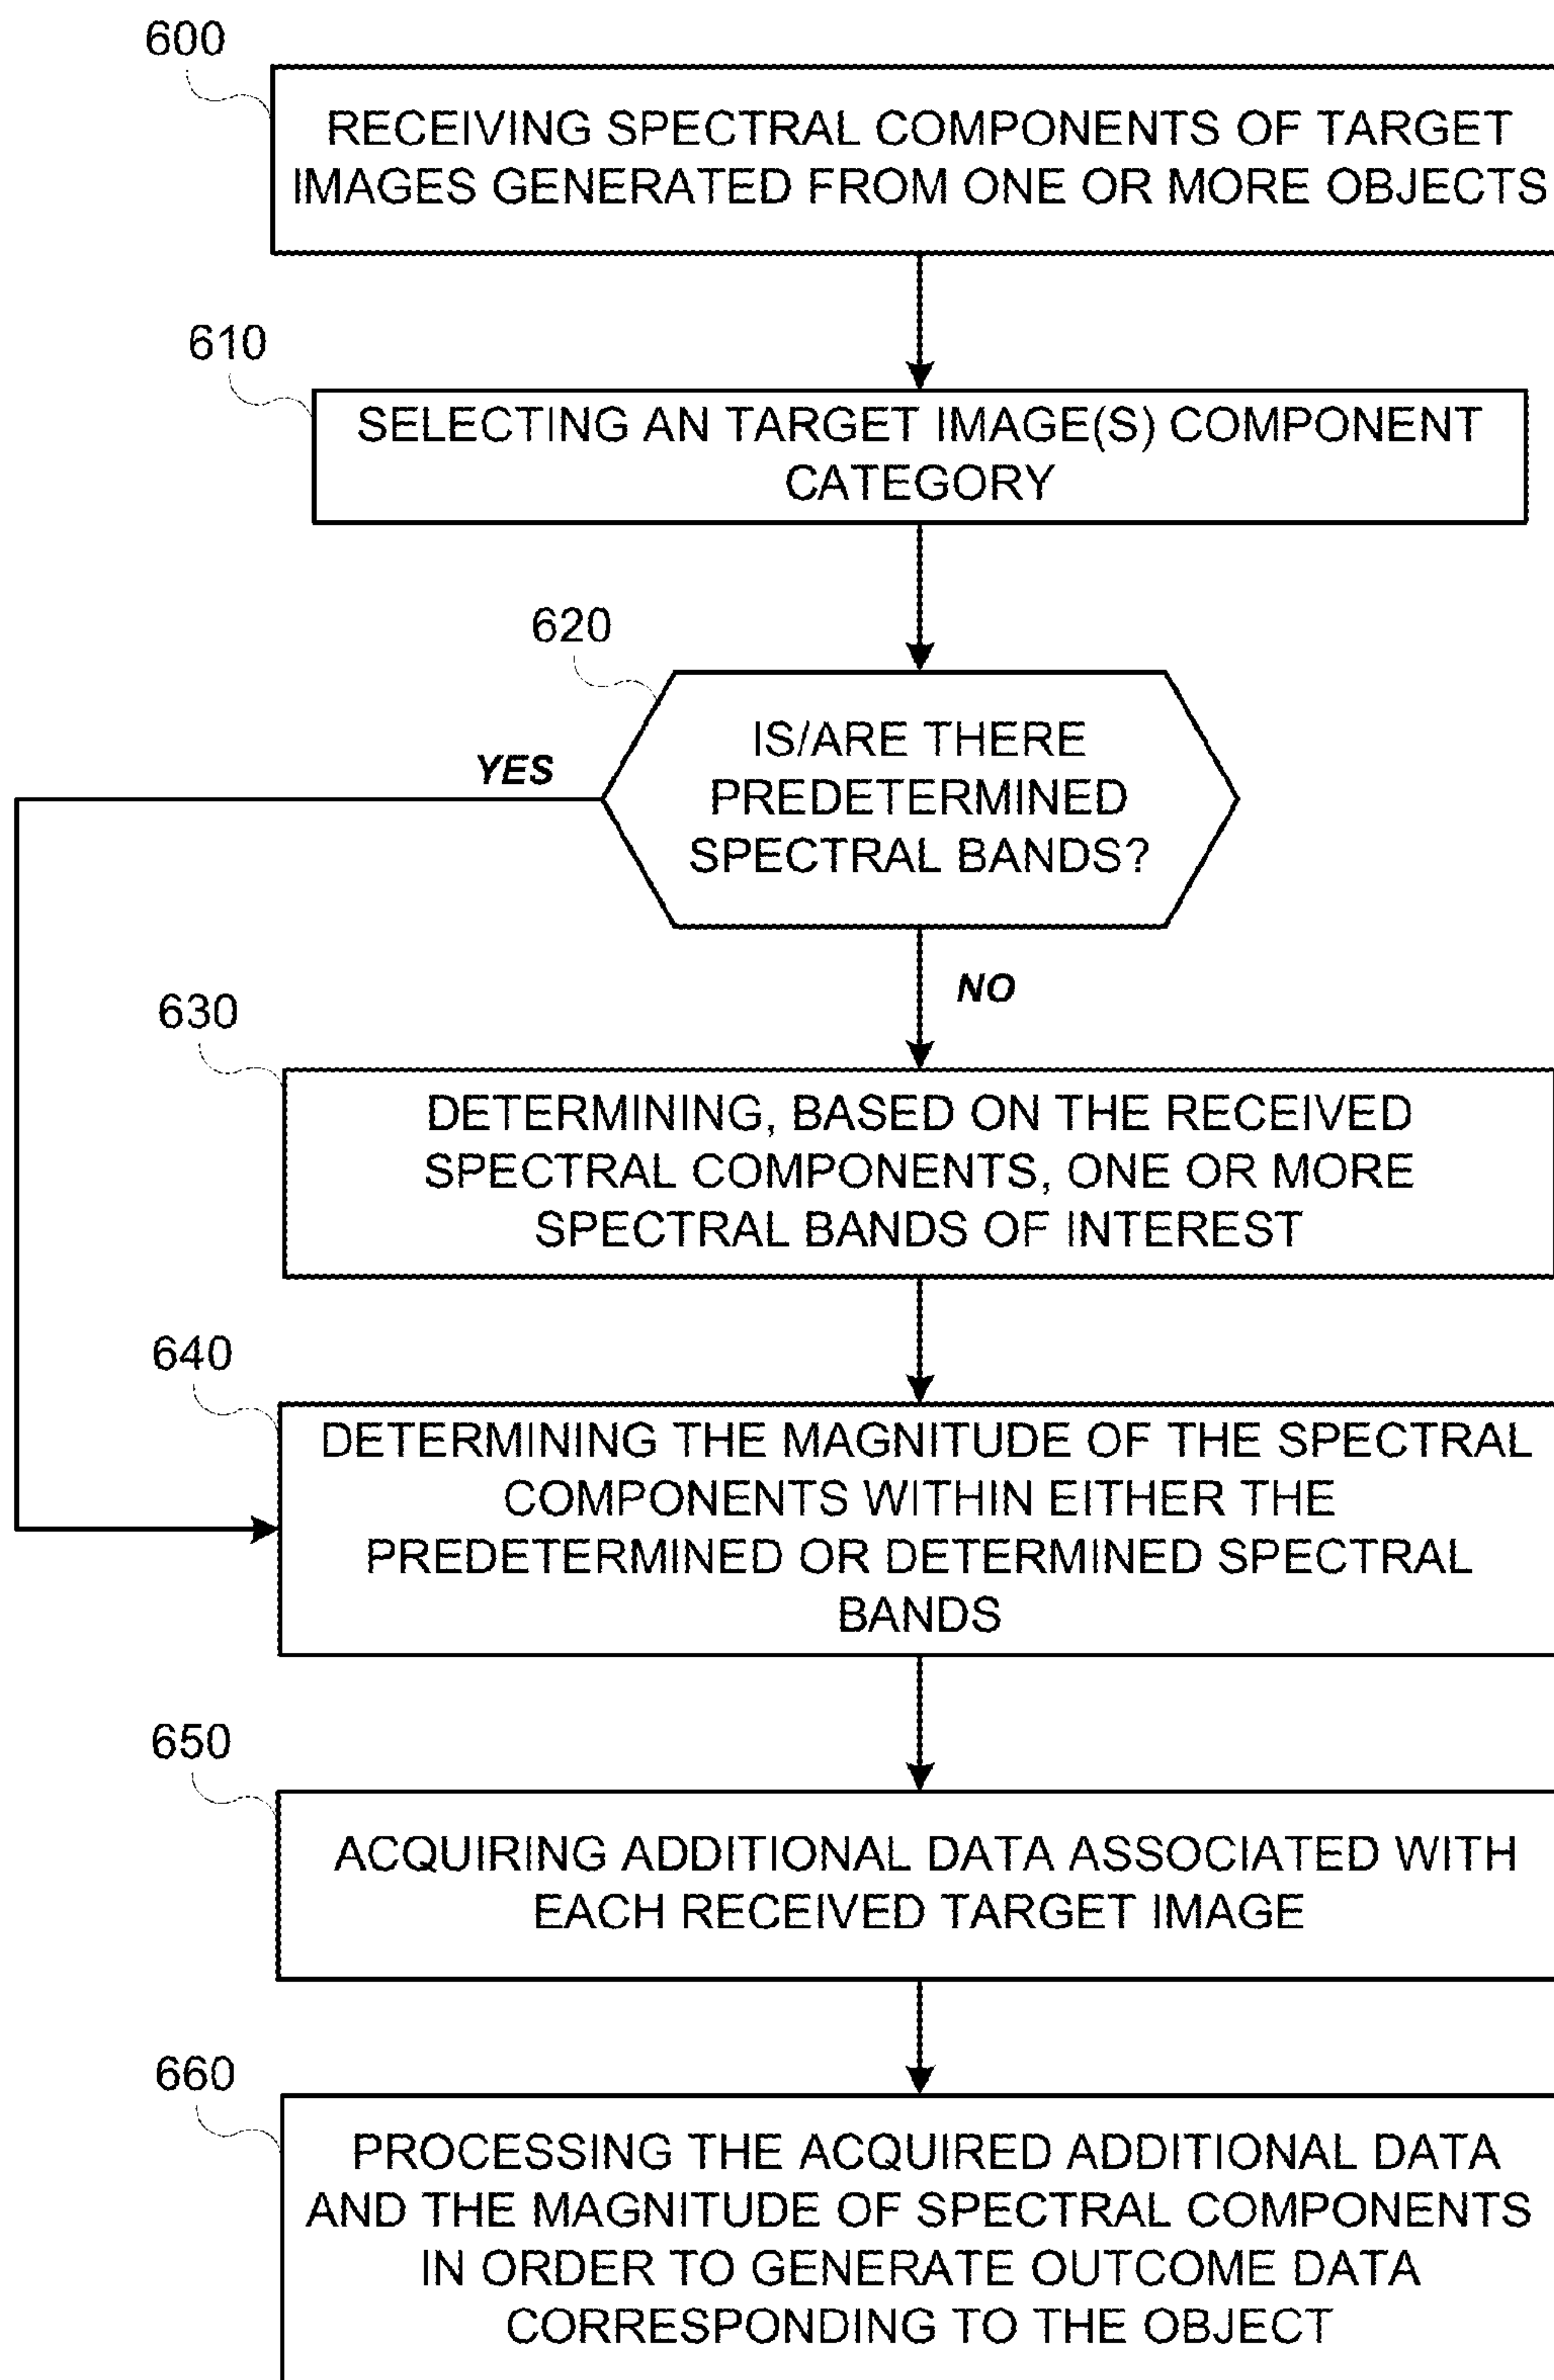 600
RECEIVING SPECTRAL COMPONENTS OF TARGET
IMAGES GENERATED FROM ONE OR MORE OBJECTS
610
SELECTING AN TARGET IMAGE(S) COMPONENT
CATEGORY
620
IS/ARE THERE
PREDETERMINED
SPECTRAL BANDS?
YES
NO
630
DETERMINING, BASED ON THE RECEIVED
SPECTRAL COMPONENTS, ONE OR MORE
SPECTRAL BANDS OF INTEREST
640
DETERMINING THE MAGNITUDE OF THE SPECTRAL
COMPONENTS WITHIN EITHER THE
PREDETERMINED OR DETERMINED SPECTRAL
BANDS
650
ACQUIRING ADDITIONAL DATA ASSOCIATED WITH
EACH RECEIVED TARGET IMAGE
660
PROCESSING THE ACQUIRED ADDITIONAL DATA
AND THE MAGNITUDE OF SPECTRAL COMPONENTS
IN ORDER TO GENERATE OUTCOME DATA
CORRESPONDING TO THE OBJECT